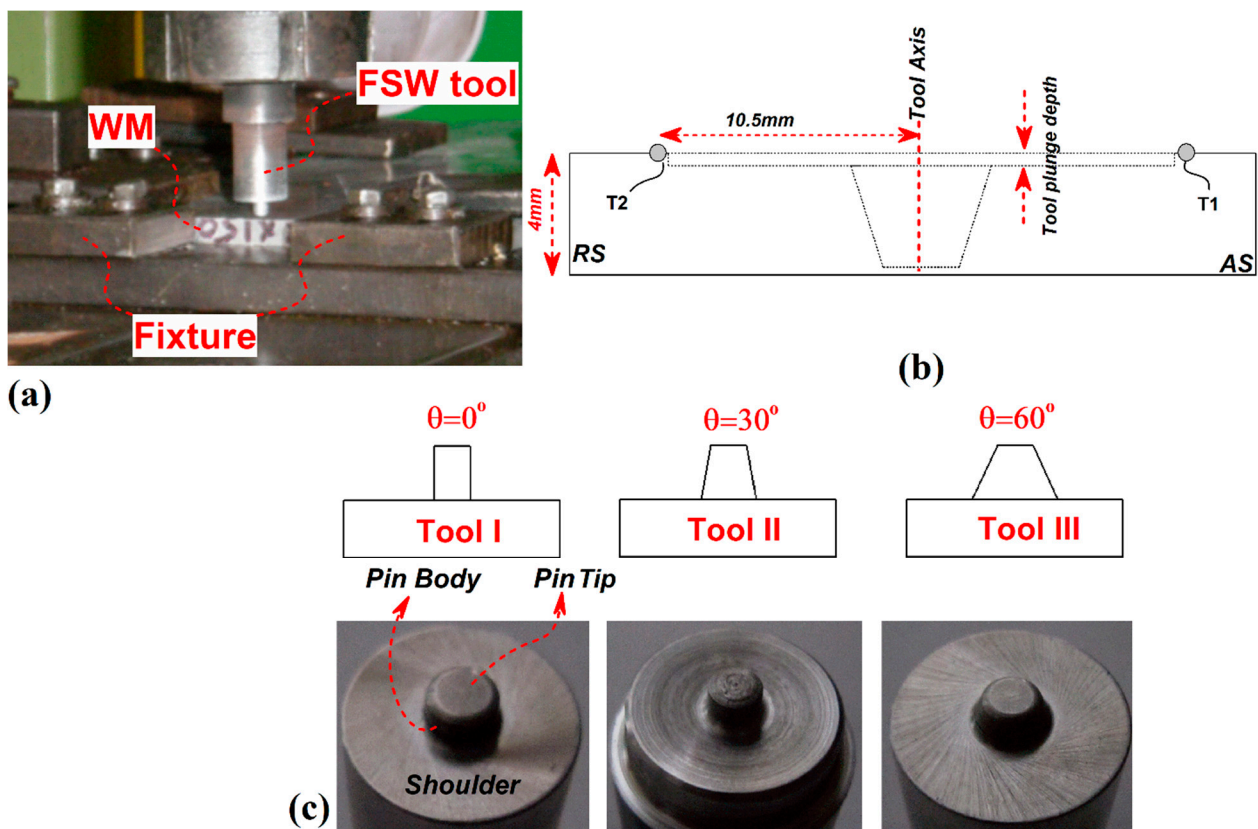 FSW tool
WM
Fixture
(a)
Tool Axis
10.5mm
Tool plunge depth
4mm
T2
T1
RS
AS
(b)
θ=0°
θ=30°
θ=60°
Tool I
Tool II
Tool III
Pin Body
Pin Tip
Shoulder
(c)